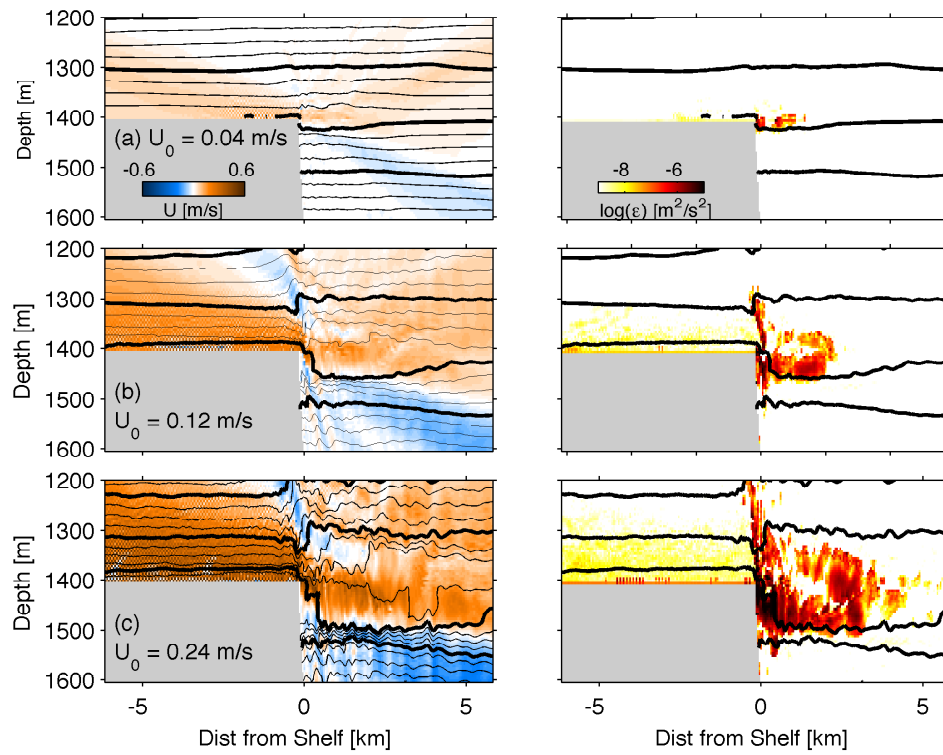 1200
1300
1400
1500
1600
Depth [m]
(a) U₀ = 0.04 m/s
-0.6 0.6
U [m/s]
-8 -6
log(ε) [m²/s²]
1200
1300
1400
1500
1600
Depth [m]
(b)
U₀ = 0.12 m/s
1200
1300
1400
1500
1600
Depth [m]
(c)
U₀ = 0.24 m/s
-5 0 5
Dist from Shelf [km]
-5 0 2 4
Dist from Shelf [km]